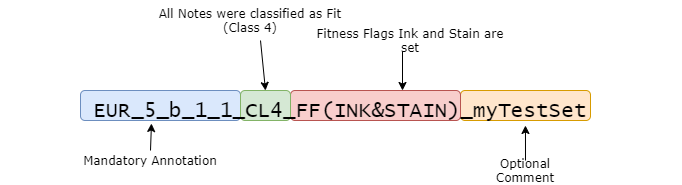 All Notes were classified as Fit
(Class 4)
Fitness Flags Ink and Stain are
set
EUR_5_b_1_1_CL4_FF(INK&STAIN)_myTestSet
Mandatory Annotation
Optional
Comment